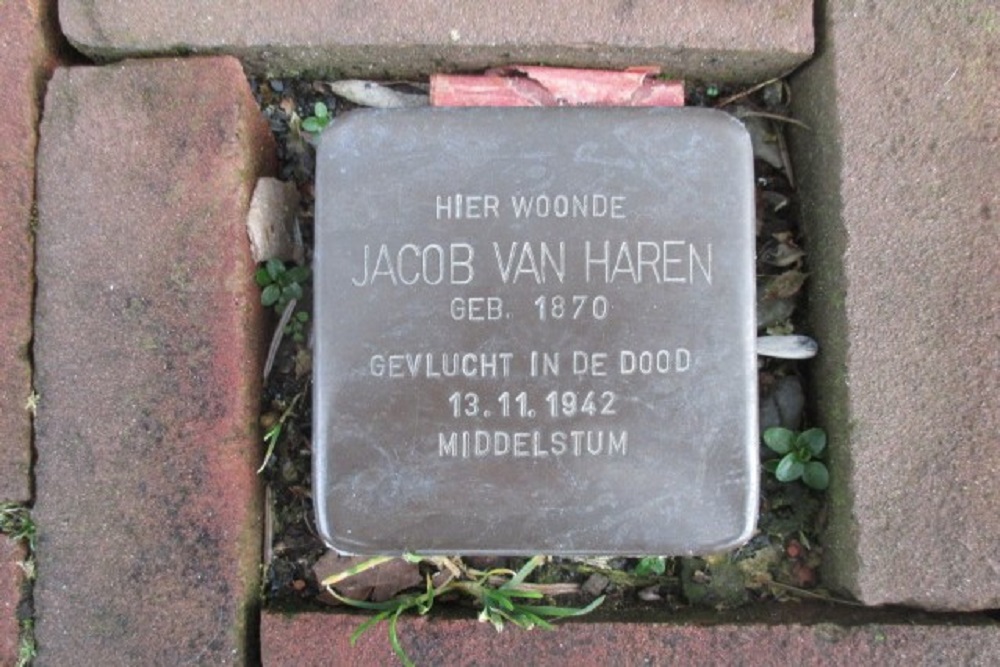 HIER WOONDE
JACOB VAN HAREN
GEB. 1870
GEVLUCHT IN DE DOOD
13.11.1942
MIDDELSTUM